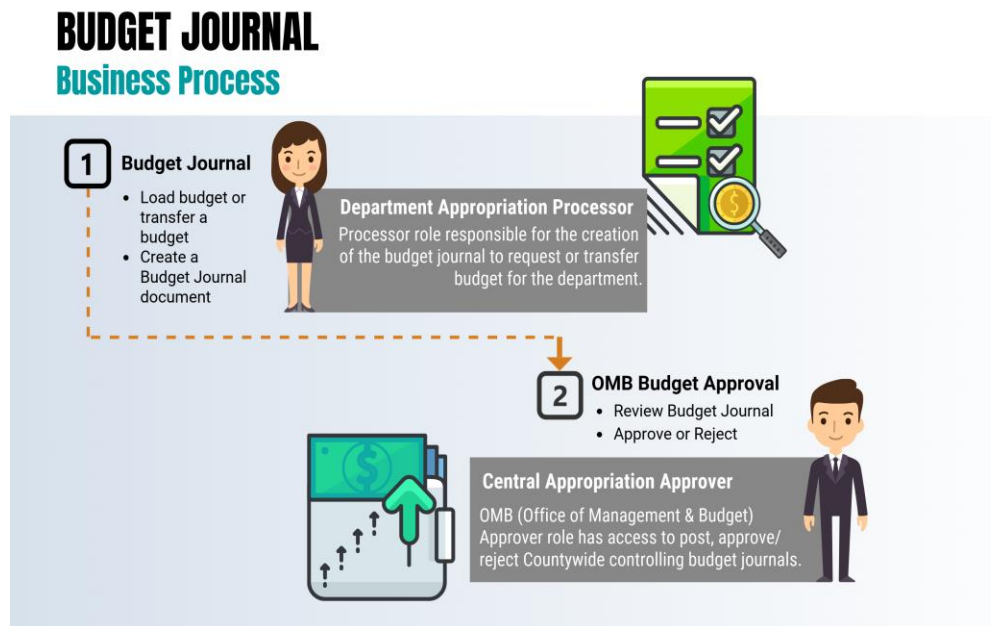 BUDGET JOURNAL
Business Process
1
Budget Journal
• Load budget or
transfer a
budget
• Create a
Budget Journal
document
Department Appropriation Processor
Processor role responsible for the creation
of the budget journal to request or transfer
budget for the department.
$
2
OMB Budget Approval
• Review Budget Journal
• Approve or Reject
$
Central Appropriation Approver
OMB (Office of Management & Budget)
Approver role has access to post, approve/
reject Countywide controlling budget journals.